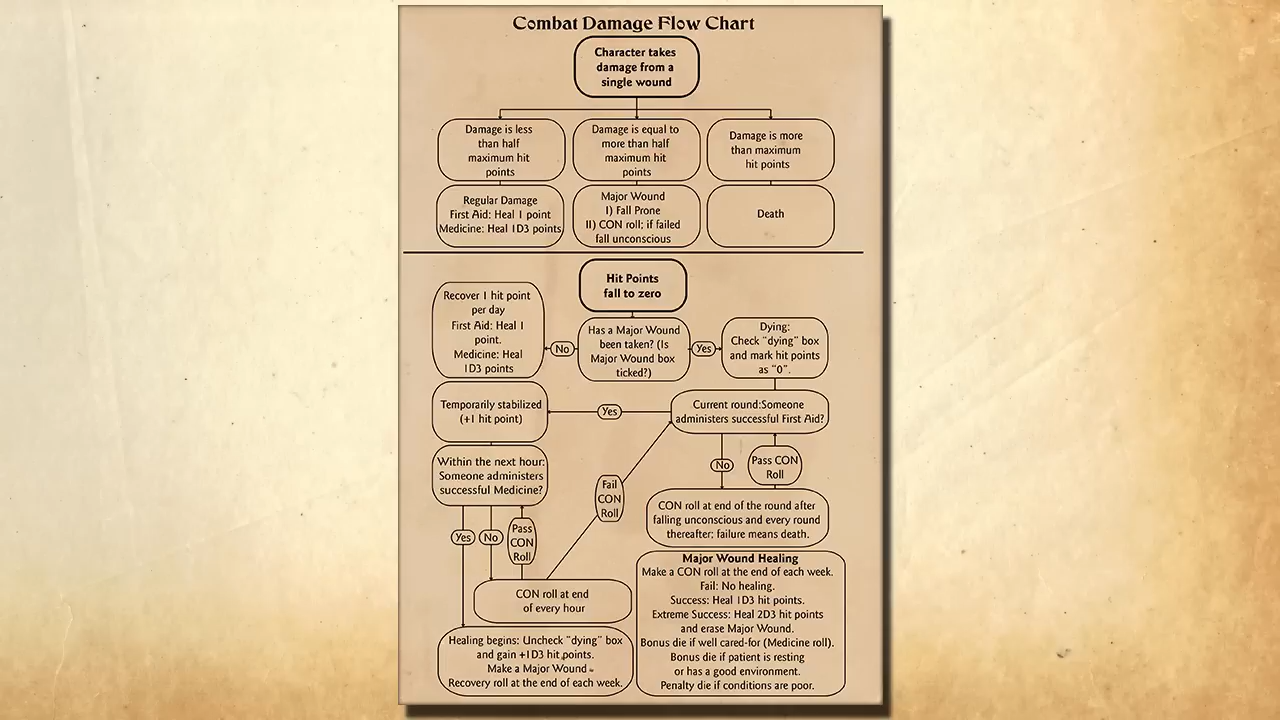 Combat Damage Flow Chart
Character takes
damage from a
single wound
Damage is less
than half
maximum hit
points
Damage is equal to
more than half
maximum hit
points
Damage is more
than maximum
hit points
Regular Damage
First Aid: Heal 1 point
Medicine: Heal 1D3 points
Major Wound
I) Fall Prone
II) CON roll; if failed
fall unconscious
Death
Hit Points
fall to zero
Recover 1 hit point
per day
First Aid: Heal 1
point.
Medicine: Heal
1D3 points
No
Has a Major Wound
been taken? (Is
Major Wound box
ticked?)
Yes
Dying:
Check "dying" box
and mark hit points
as "0".
Temporarily stabilized
(+1 hit point)
Yes
Current round:Someone
administers successful First Aid?
No
Pass CON
Roll
Within the next hour:
Someone administers
successful Medicine?
Fail
CON
Roll
CON roll at end of the round after
falling unconscious and every round
thereafter; failure means death.
Yes
No
Pass
CON
Roll
CON roll at end
of every hour
Healing begins: Uncheck "dying" box
and gain +1D3 hit points.
Make a Major Wound
Recovery roll at the end of each week.
Major Wound Healing
Make a CON roll at the end of each week.
Fail: No healing.
Success: Heal 1D3 hit points.
Extreme Success: Heal 2D3 hit points
and erase Major Wound.
Bonus die if well cared-for (Medicine roll).
Bonus die if patient is resting
or has a good environment.
Penalty die if conditions are poor.